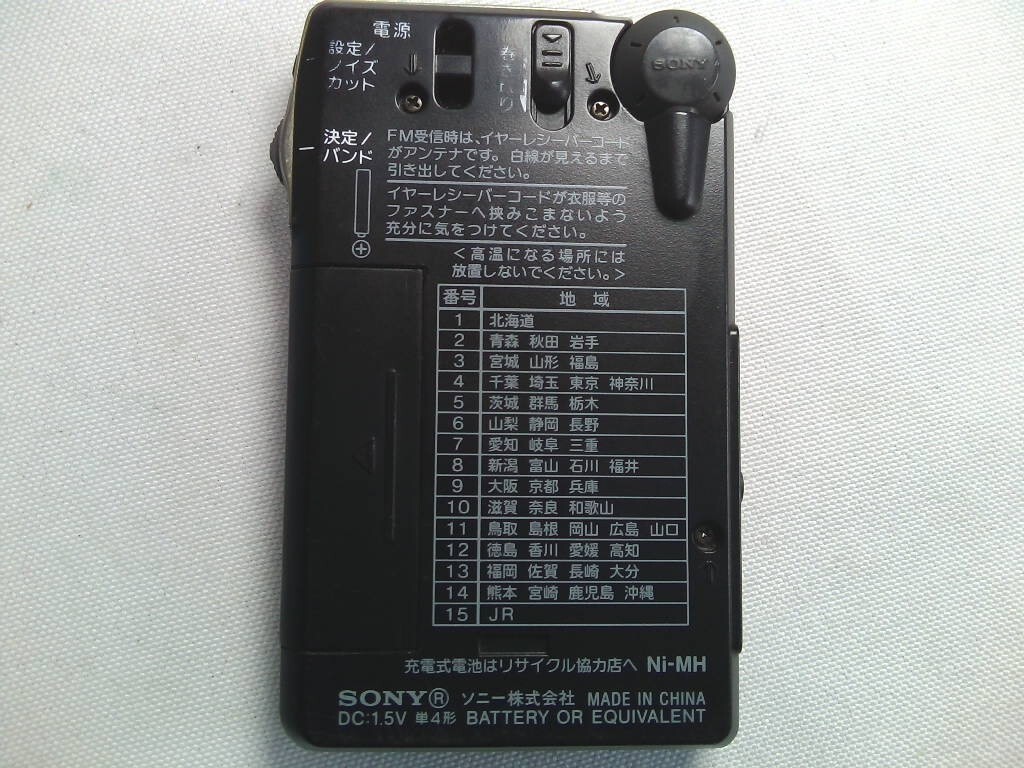 電源
設定/
ノイズ
カット
巻き取り
SONY
決定/
バンド
FM受信時は、イヤーレシーバーコード
がアンテナです。白線が見えるまで
引き出してください。
イヤーレシーバーコードが衣服等の
ファスナーへ挟みこまないよう
充分に気をつけてください。
<高温になる場所には
放置しないでください。>
番号 地域
1 北海道
2 青森 秋田 岩手
3 宮城 山形 福島
4 千葉 埼玉 東京 神奈川
5 茨城 群馬 栃木
6 山梨 静岡 長野
7 愛知 岐阜 三重
8 新潟 富山 石川 福井
9 大阪 京都 兵庫
10 滋賀 奈良 和歌山
11 鳥取 島根 岡山 広島 山口
12 徳島 香川 愛媛 高知
13 福岡 佐賀 長崎 大分
14 熊本 宮崎 鹿児島 沖縄
15 JR
充電式電池はリサイクル協力店へ Ni-MH
SONY® ソニー株式会社 MADE IN CHINA
DC:1.5V 単4形 BATTERY OR EQUIVALENT